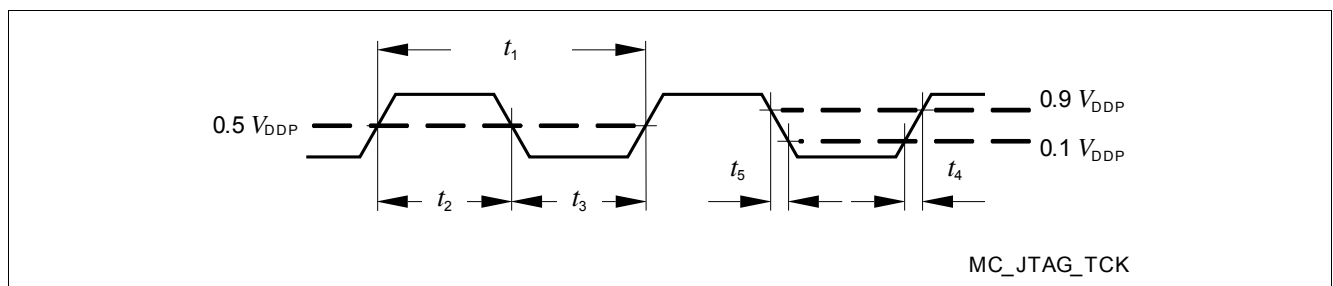 t1
0.9 VDDP
0.5 VDDP
0.1 VDDP
t5
t4
t2
t3
MC_JTAG_TCK